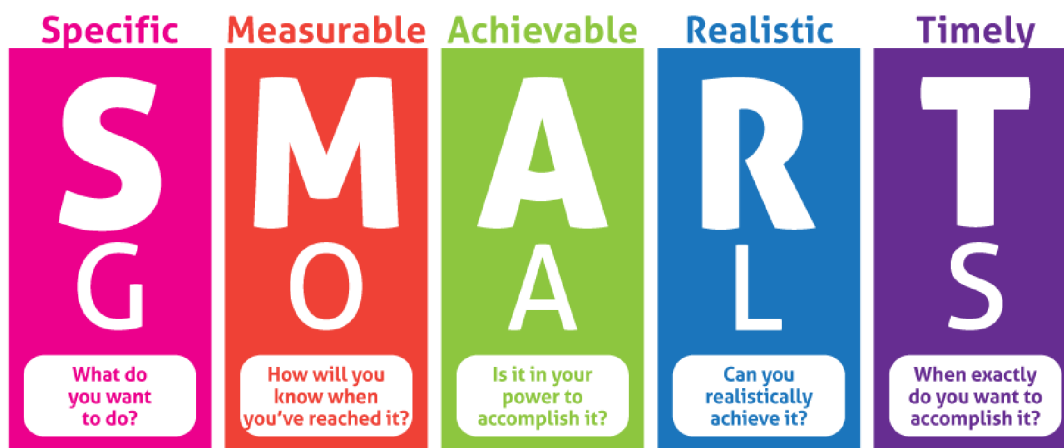 Specific
Measurable
Achievable
Realistic
Timely
S M A R T
G O A L S
What do
you want
to do?
How will you
know when
you've reached it?
Is it in your
power to
accomplish it?
Can you
realistically
achieve it?
When exactly
do you want to
accomplish it?